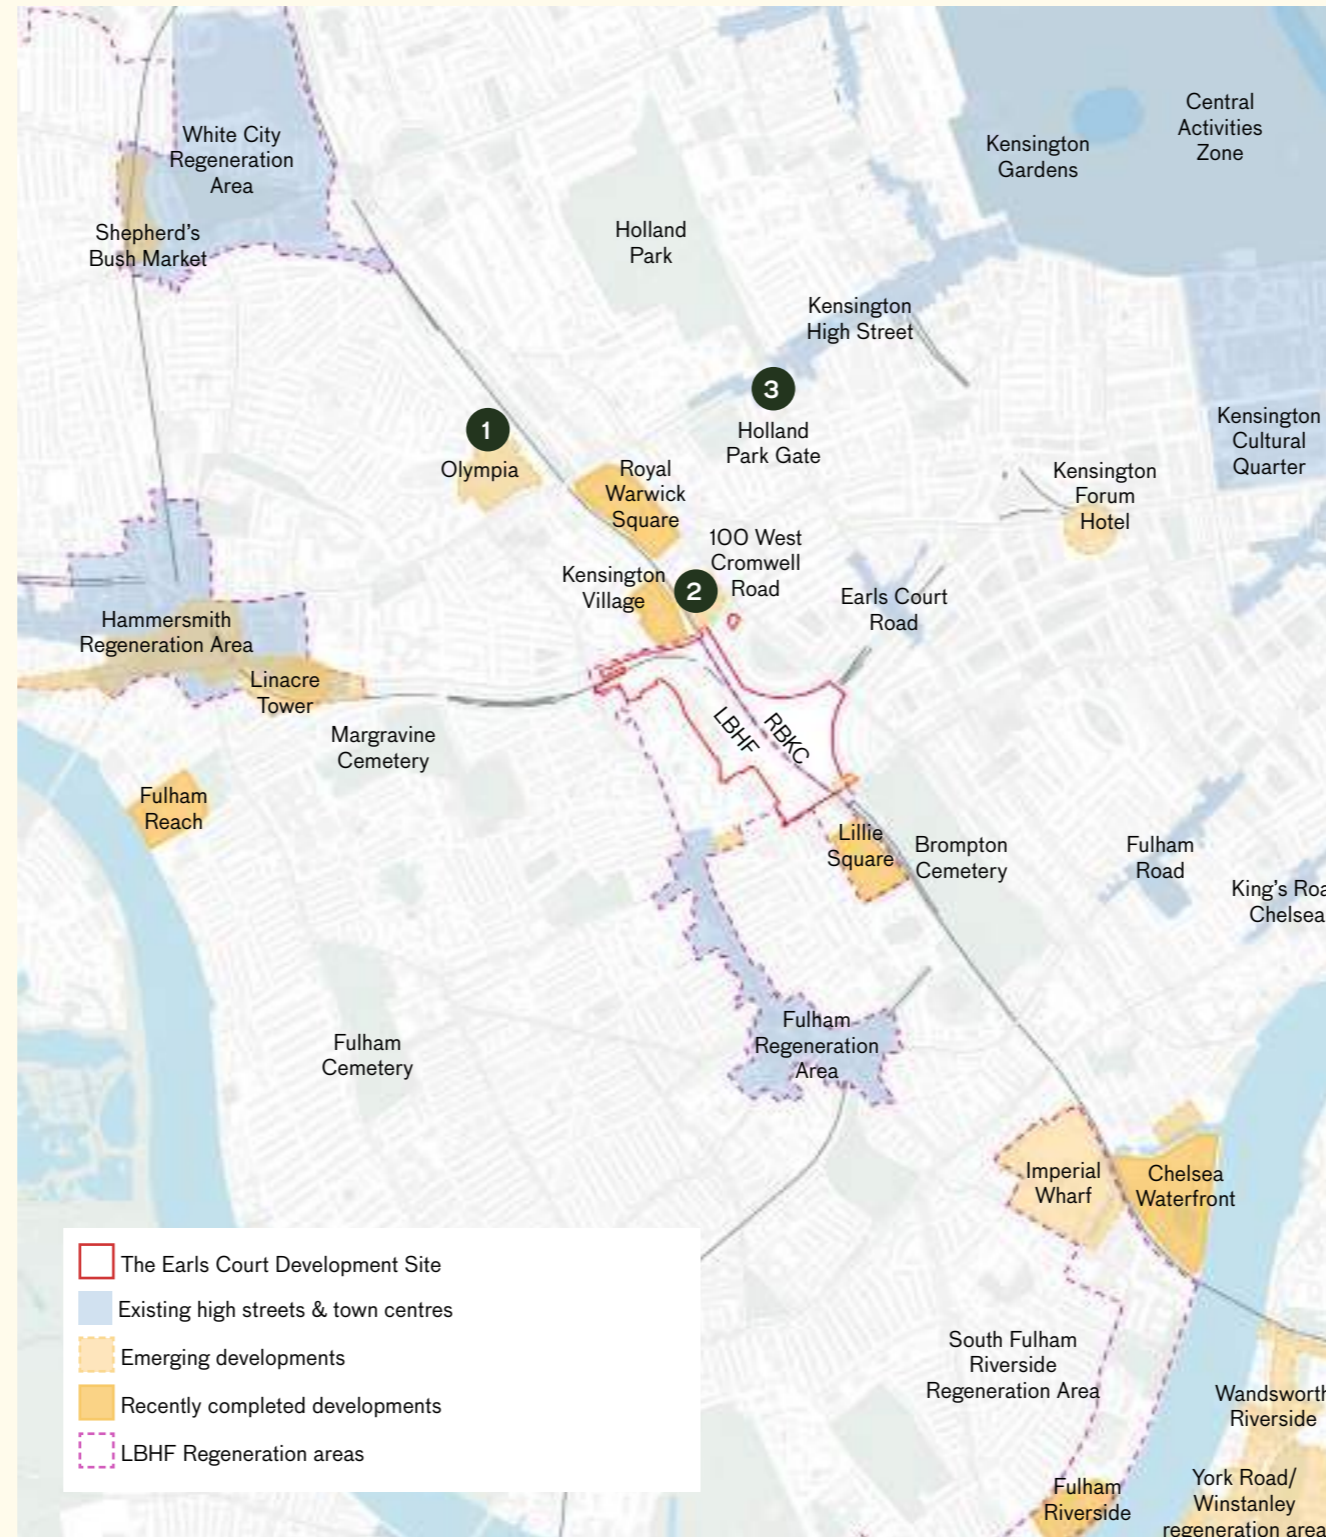 White City
Regeneration
Area
Central
Activities
Zone
Kensington
Gardens
Shepherd's
Bush Market
Holland
Park
Kensington
High Street
3
Holland
Park Gate
1
Olympia
Royal
Warwick
Square
Kensington
Cultural
Quarter
Kensington
Forum
Hotel
100 West
Cromwell
Road
Kensington
Village
2
Earls Court
Road
Hammersmith
Regeneration Area
Linacre
Tower
Margravine
Cemetery
LBHF
RBKC
Fulham
Reach
Lillie
Square
Brompton
Cemetery
Fulham
Road
King's Roa
Chelsea
Fulham
Cemetery
Fulham
Regeneration
Area
Imperial
Wharf
Chelsea
Waterfront
The Earls Court Development Site
Existing high streets & town centres
Emerging developments
Recently completed developments
LBHF Regeneration areas
South Fulham
Riverside
Regeneration Area
Wandsworth
Riverside
Fulham
Riverside
York Road/
Winstanley
regeneration area